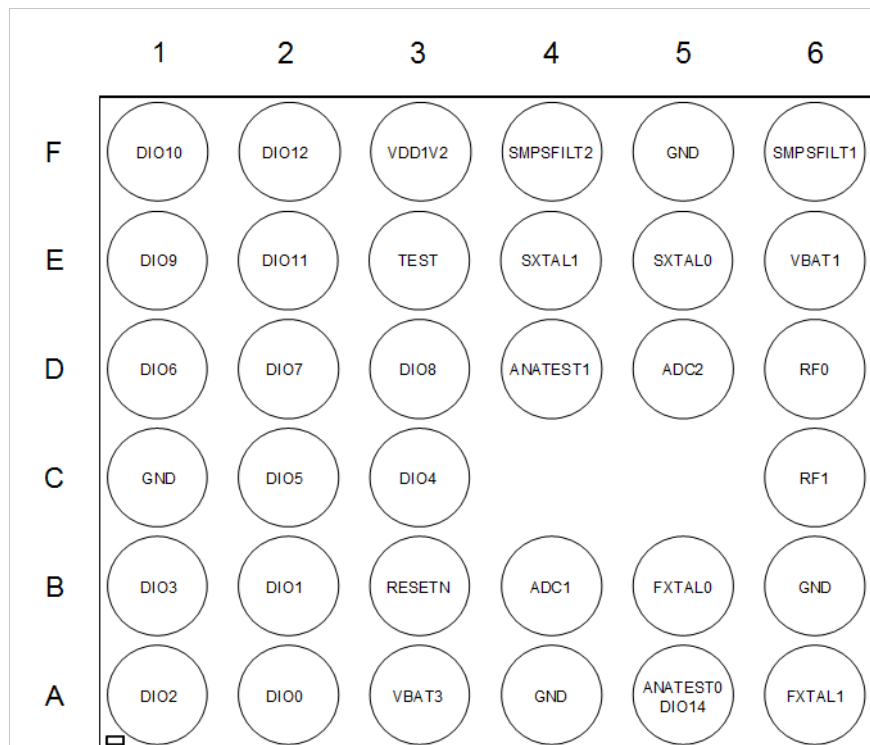 1 2 3 4 5 6
F DIO10 DIO12 VDD1V2 SMPSFILT2 GND SMPSFILT1
E DIO9 DIO11 TEST SXTAL1 SXTAL0 VBAT1
D DIO6 DIO7 DIO8 ANATEST1 ADC2 RF0
C GND DIO5 DIO4 RF1
B DIO3 DIO1 RESETN ADC1 FXTAL0 GND
A DIO2 DIO0 VBAT3 GND ANATEST0 DIO14 FXTAL1